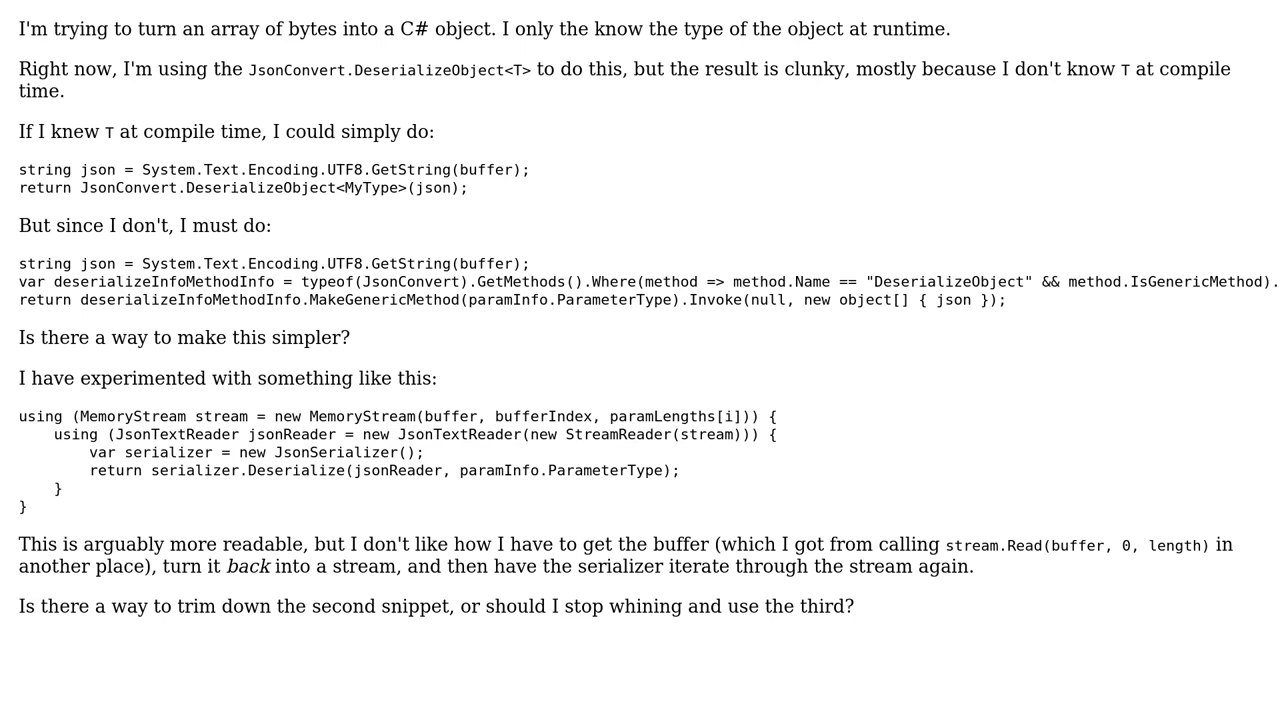 I'm trying to turn an array of bytes into a C# object. I only the know the type of the object at runtime.
Right now, I'm using the JsonConvert.DeserializeObject<T> to do this, but the result is clunky, mostly because I don't know T at compile
time.
If I knew T at compile time, I could simply do:
string json = System.Text.Encoding.UTF8.GetString(buffer);
return JsonConvert.DeserializeObject<MyType>(json);
But since I don't, I must do:
string json = System.Text.Encoding.UTF8.GetString(buffer);
var deserializeInfoMethodInfo = typeof(JsonConvert).GetMethods().Where(method => method.Name == "DeserializeObject" && method.IsGenericMethod).
return deserializeInfoMethodInfo.MakeGenericMethod(paramInfo.ParameterType).Invoke(null, new object[] { json });
Is there a way to make this simpler?
I have experimented with something like this:
using (MemoryStream stream = new MemoryStream(buffer, bufferIndex, paramLengths[i])) {
    using (JsonTextReader jsonReader = new JsonTextReader(new StreamReader(stream))) {
        var serializer = new JsonSerializer();
        return serializer.Deserialize(jsonReader, paramInfo.ParameterType);
    }
}
This is arguably more readable, but I don't like how I have to get the buffer (which I got from calling stream.Read(buffer, 0, length) in
another place), turn it back into a stream, and then have the serializer iterate through the stream again.
Is there a way to trim down the second snippet, or should I stop whining and use the third?